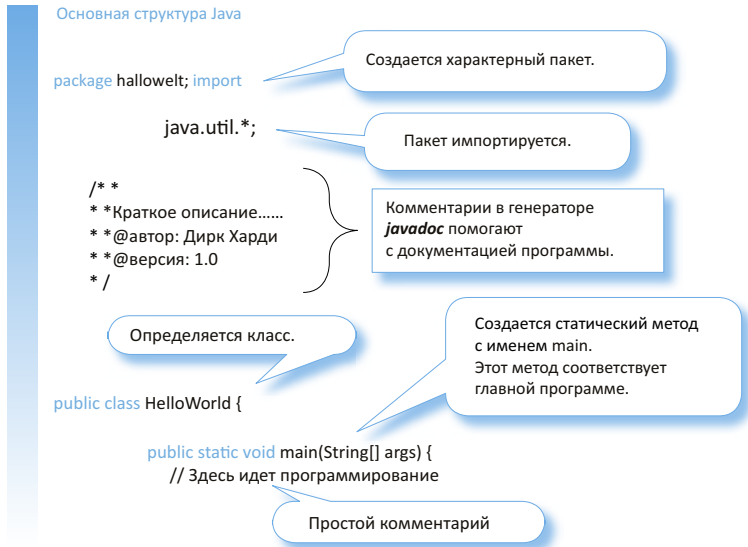 Основная структура Java
Создается характерный пакет.
package hallowelt; import
java.util.*;
Пакет импортируется.
/* *
* *Краткое описание......
* *@автор: Дирк Харди
* *@версия: 1.0
* /
Комментарии в генераторе
javadoc помогают
с документацией программы.
Определяется класс.
Создается статический метод
с именем main.
Этот метод соответствует
главной программе.
public class HelloWorld {
public static void main(String[] args) {
// Здесь идет программирование
Простой комментарий